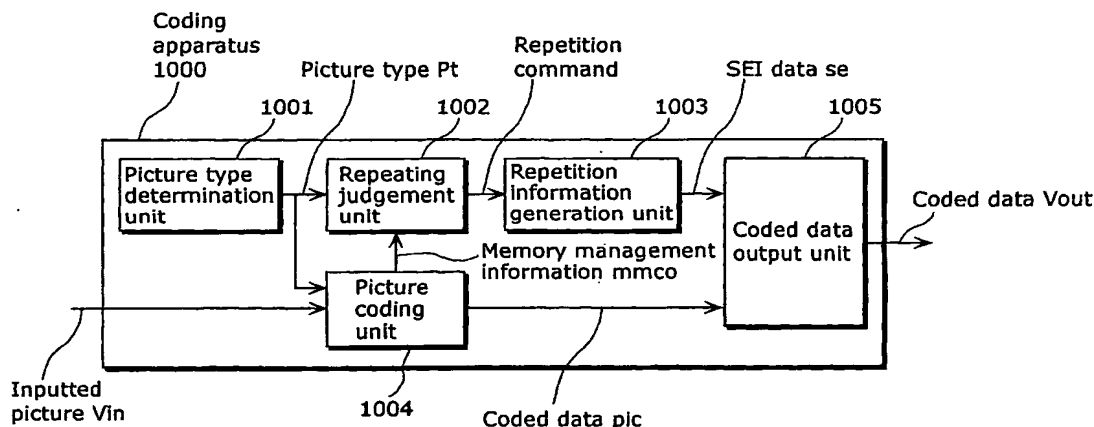 Coding
apparatus
1000
Picture type Pt
Repetition
command
SEI data se
1001
1002
1003
1005
Picture type
determination
unit
Repeating
judgement
unit
Repetition
information
generation unit
Coded data
output unit
Coded data Vout
Memory management
information mmco
Picture
coding
unit
Inputted
picture Vin
1004
Coded data pic